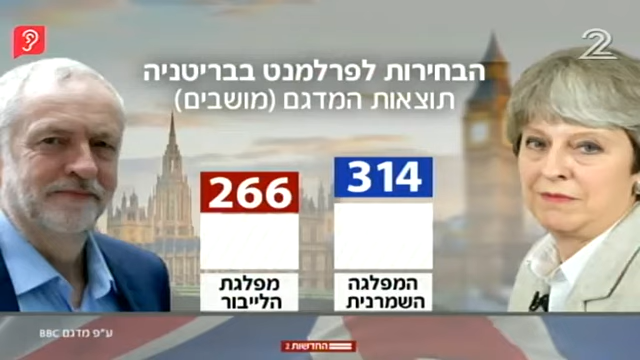 2
הבחירות לפרלמנט בבריטניה
תוצאות המדגם (מושבים)
314
266
המפלגה
השמרנית
מפלגת
הלייבור
ע"פ מדגם BBC
החדשות 2